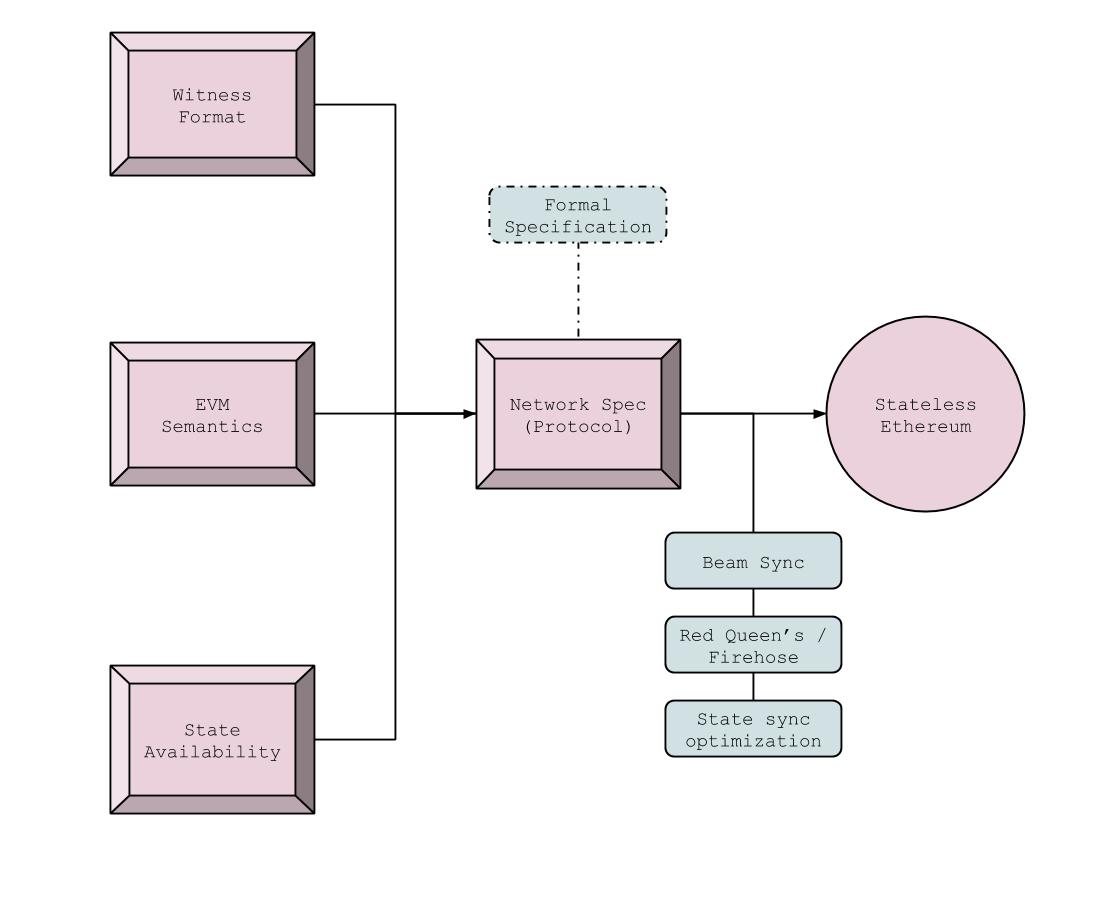 Witness
Format
Formal
Specification
EVM
Semantics
Network Spec
(Protocol)
Stateless
Ethereum
Beam Sync
Red Queen’s /
Firehose
State
Availability
State sync
optimization